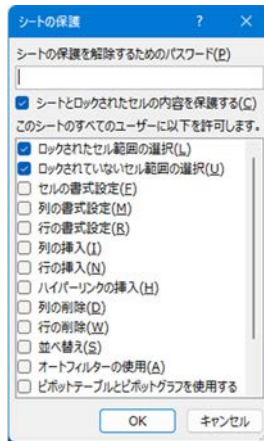 シートの保護 ? ×
シートの保護を解除するためのパスワード(P)
シートとロックされたセルの内容を保護する(C)
このシートのすべてのユーザーに以下を許可します。
ロックされたセル範囲の選択(L)
ロックされていないセル範囲の選択(U)
セルの書式設定(F)
列の書式設定(M)
行の書式設定(R)
列の挿入(I)
行の挿入(N)
ハイパーリンクの挿入(H)
列の削除(D)
行の削除(W)
並べ替え(S)
オートフィルターの使用(A)
ピボットテーブルとピボットグラフを使用する
OK キャンセル